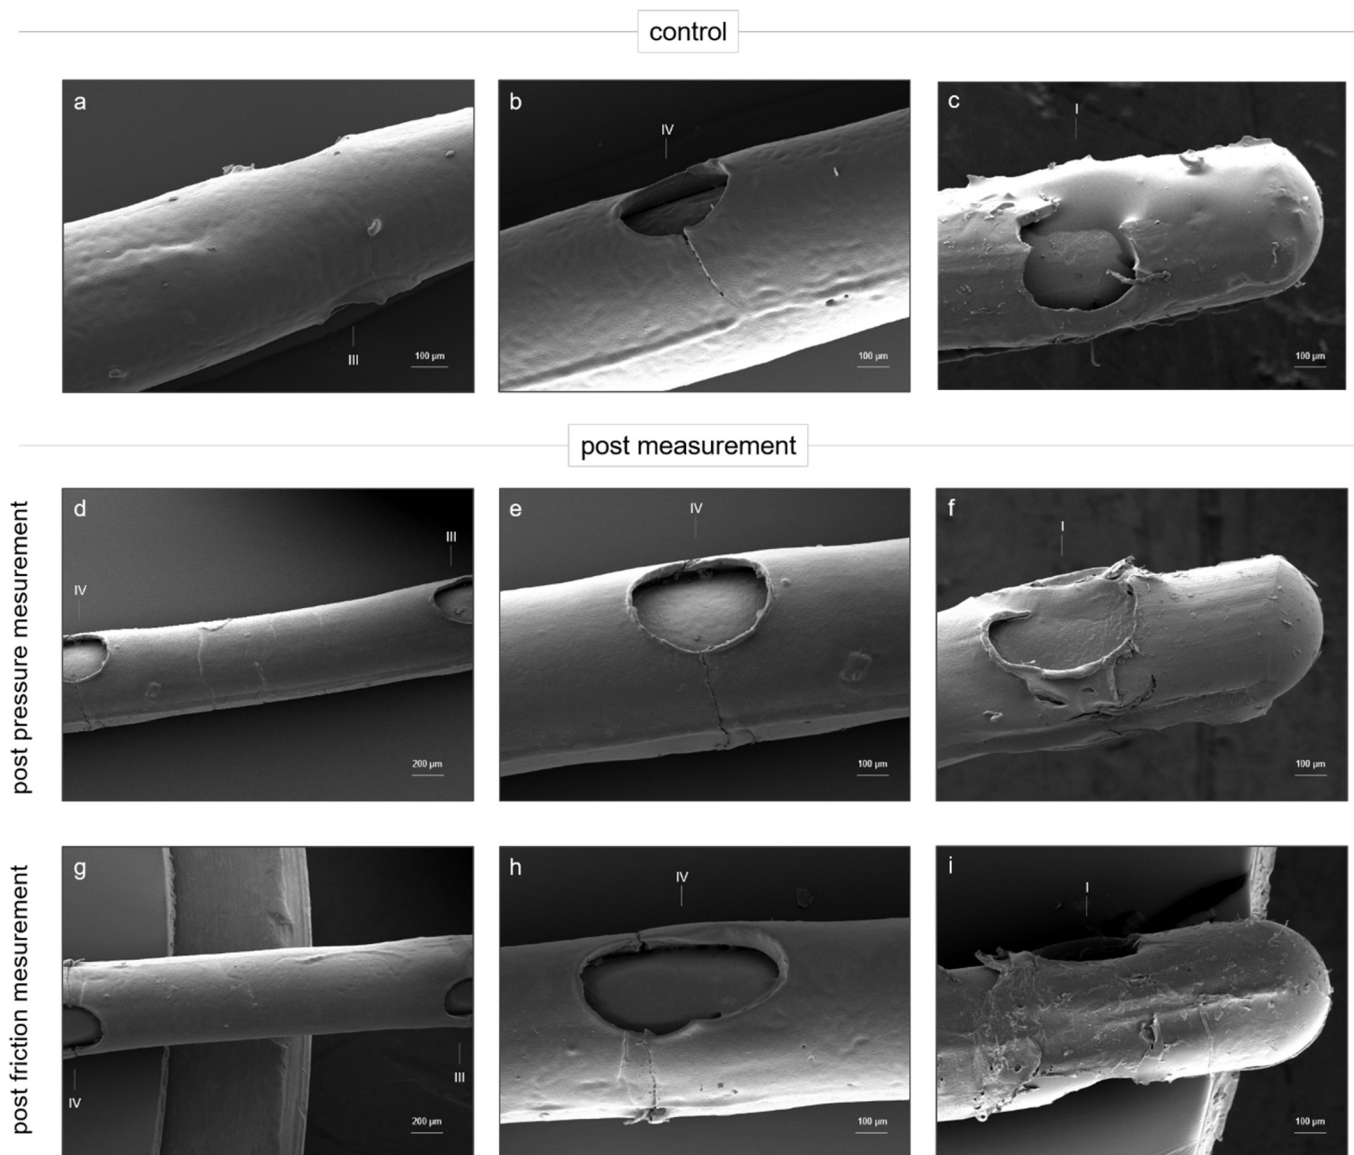 control
a
b
c
IV
I
III
100 µm
100 µm
100 µm
post measurement
post pressure mesurement
d
e
f
IV
III
IV
I
200 µm
100 µm
100 µm
post friction mesurement
g
h
i
IV
I
III
IV
200 µm
100 µm
100 µm